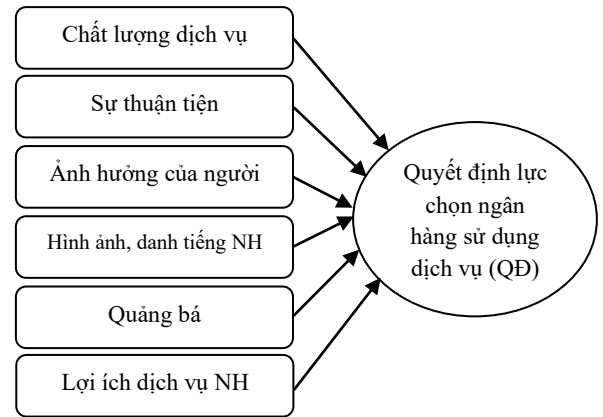 Chất lượng dịch vụ
Sự thuận tiện
Ảnh hưởng của người
Hình ảnh, danh tiếng NH
Quảng bá
Lợi ích dịch vụ NH
Quyết định lực
chọn ngân
hàng sử dụng
dịch vụ (QĐ)